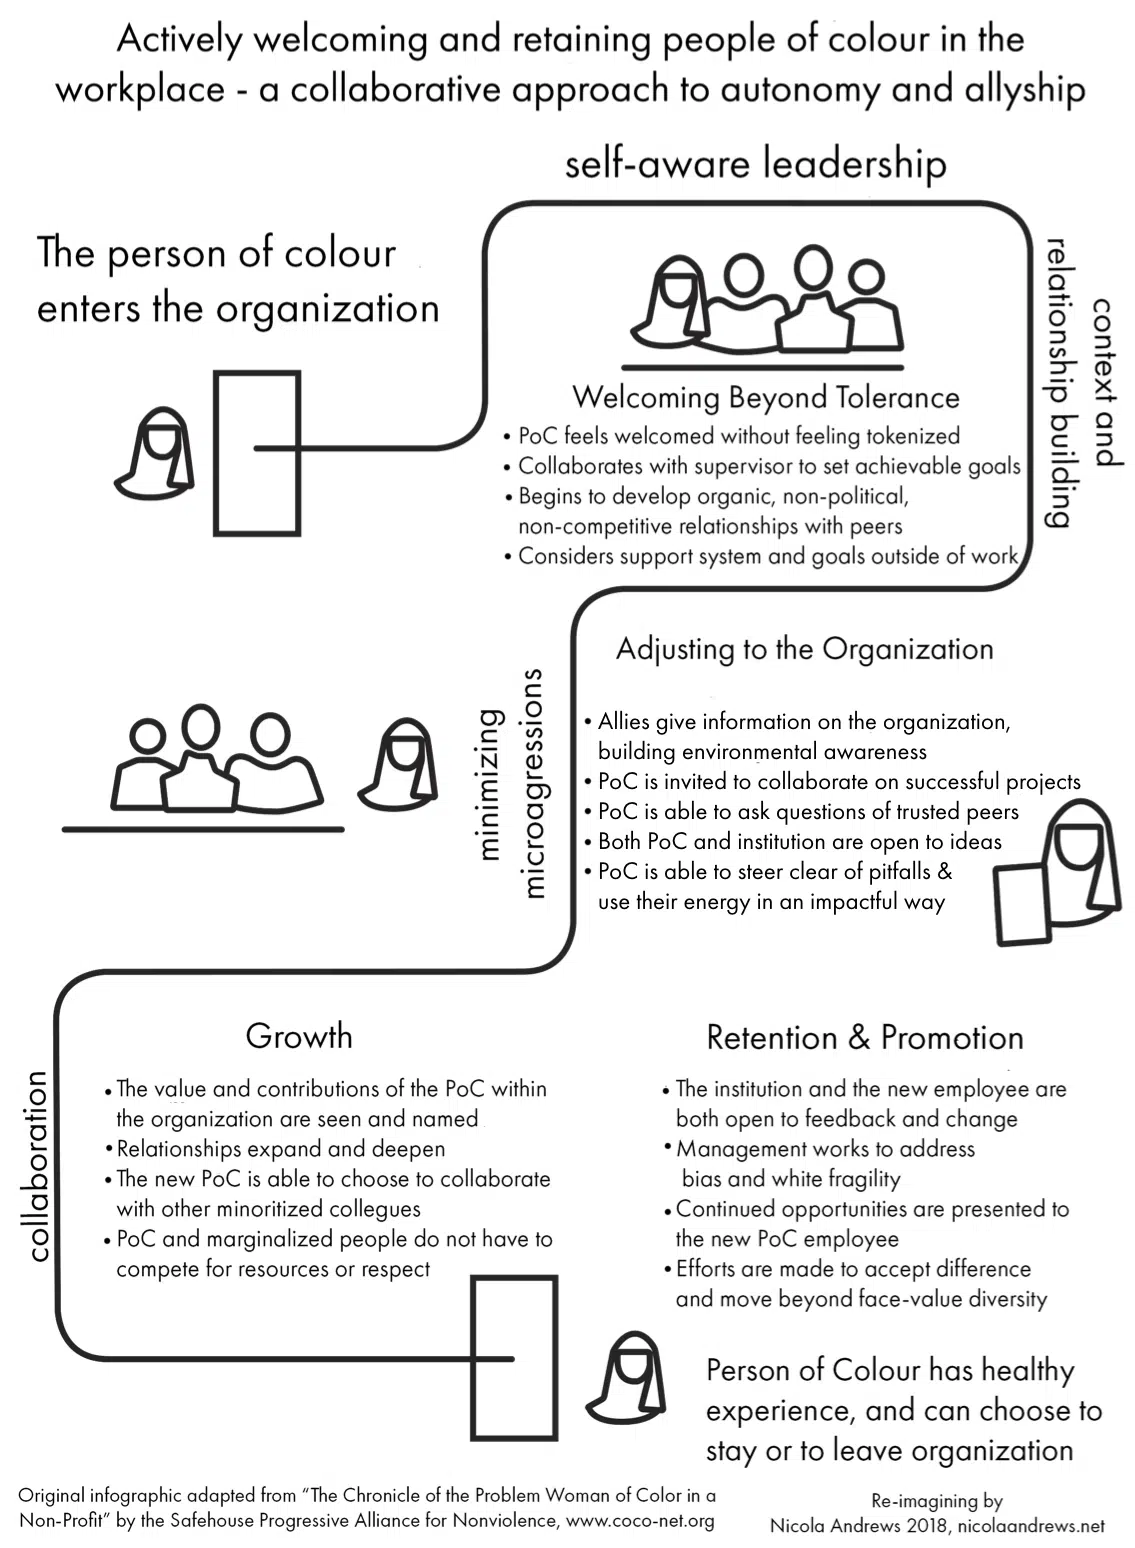 Actively welcoming and retaining people of colour in the
workplace - a collaborative approach to autonomy and allyship
self-aware leadership
The person of colour
enters the organization
context and
relationship building
Welcoming Beyond Tolerance
• PoC feels welcomed without feeling tokenized
• Collaborates with supervisor to set achievable goals
• Begins to develop organic, non-political,
non-competitive relationships with peers
• Considers support system and goals outside of work
minimizing
microagressions
Adjusting to the Organization
• Allies give information on the organization,
building environmental awareness
• PoC is invited to collaborate on successful projects
• PoC is able to ask questions of trusted peers
• Both PoC and institution are open to ideas
• PoC is able to steer clear of pitfalls &
use their energy in an impactful way
collaboration
Growth
• The value and contributions of the PoC within
the organization are seen and named
• Relationships expand and deepen
• The new PoC is able to choose to collaborate
with other minoritized collegues
• PoC and marginalized people do not have to
compete for resources or respect
Retention & Promotion
• The institution and the new employee are
both open to feedback and change
• Management works to address
bias and white fragility
• Continued opportunities are presented to
the new PoC employee
• Efforts are made to accept difference
and move beyond face-value diversity
Person of Colour has healthy
experience, and can choose to
stay or to leave organization
Original infographic adapted from “The Chronicle of the Problem Woman of Color in a
Non-Profit” by the Safehouse Progressive Alliance for Nonviolence, www.coco-net.org
Re-imagining by
Nicola Andrews 2018, nicolaandrews.net